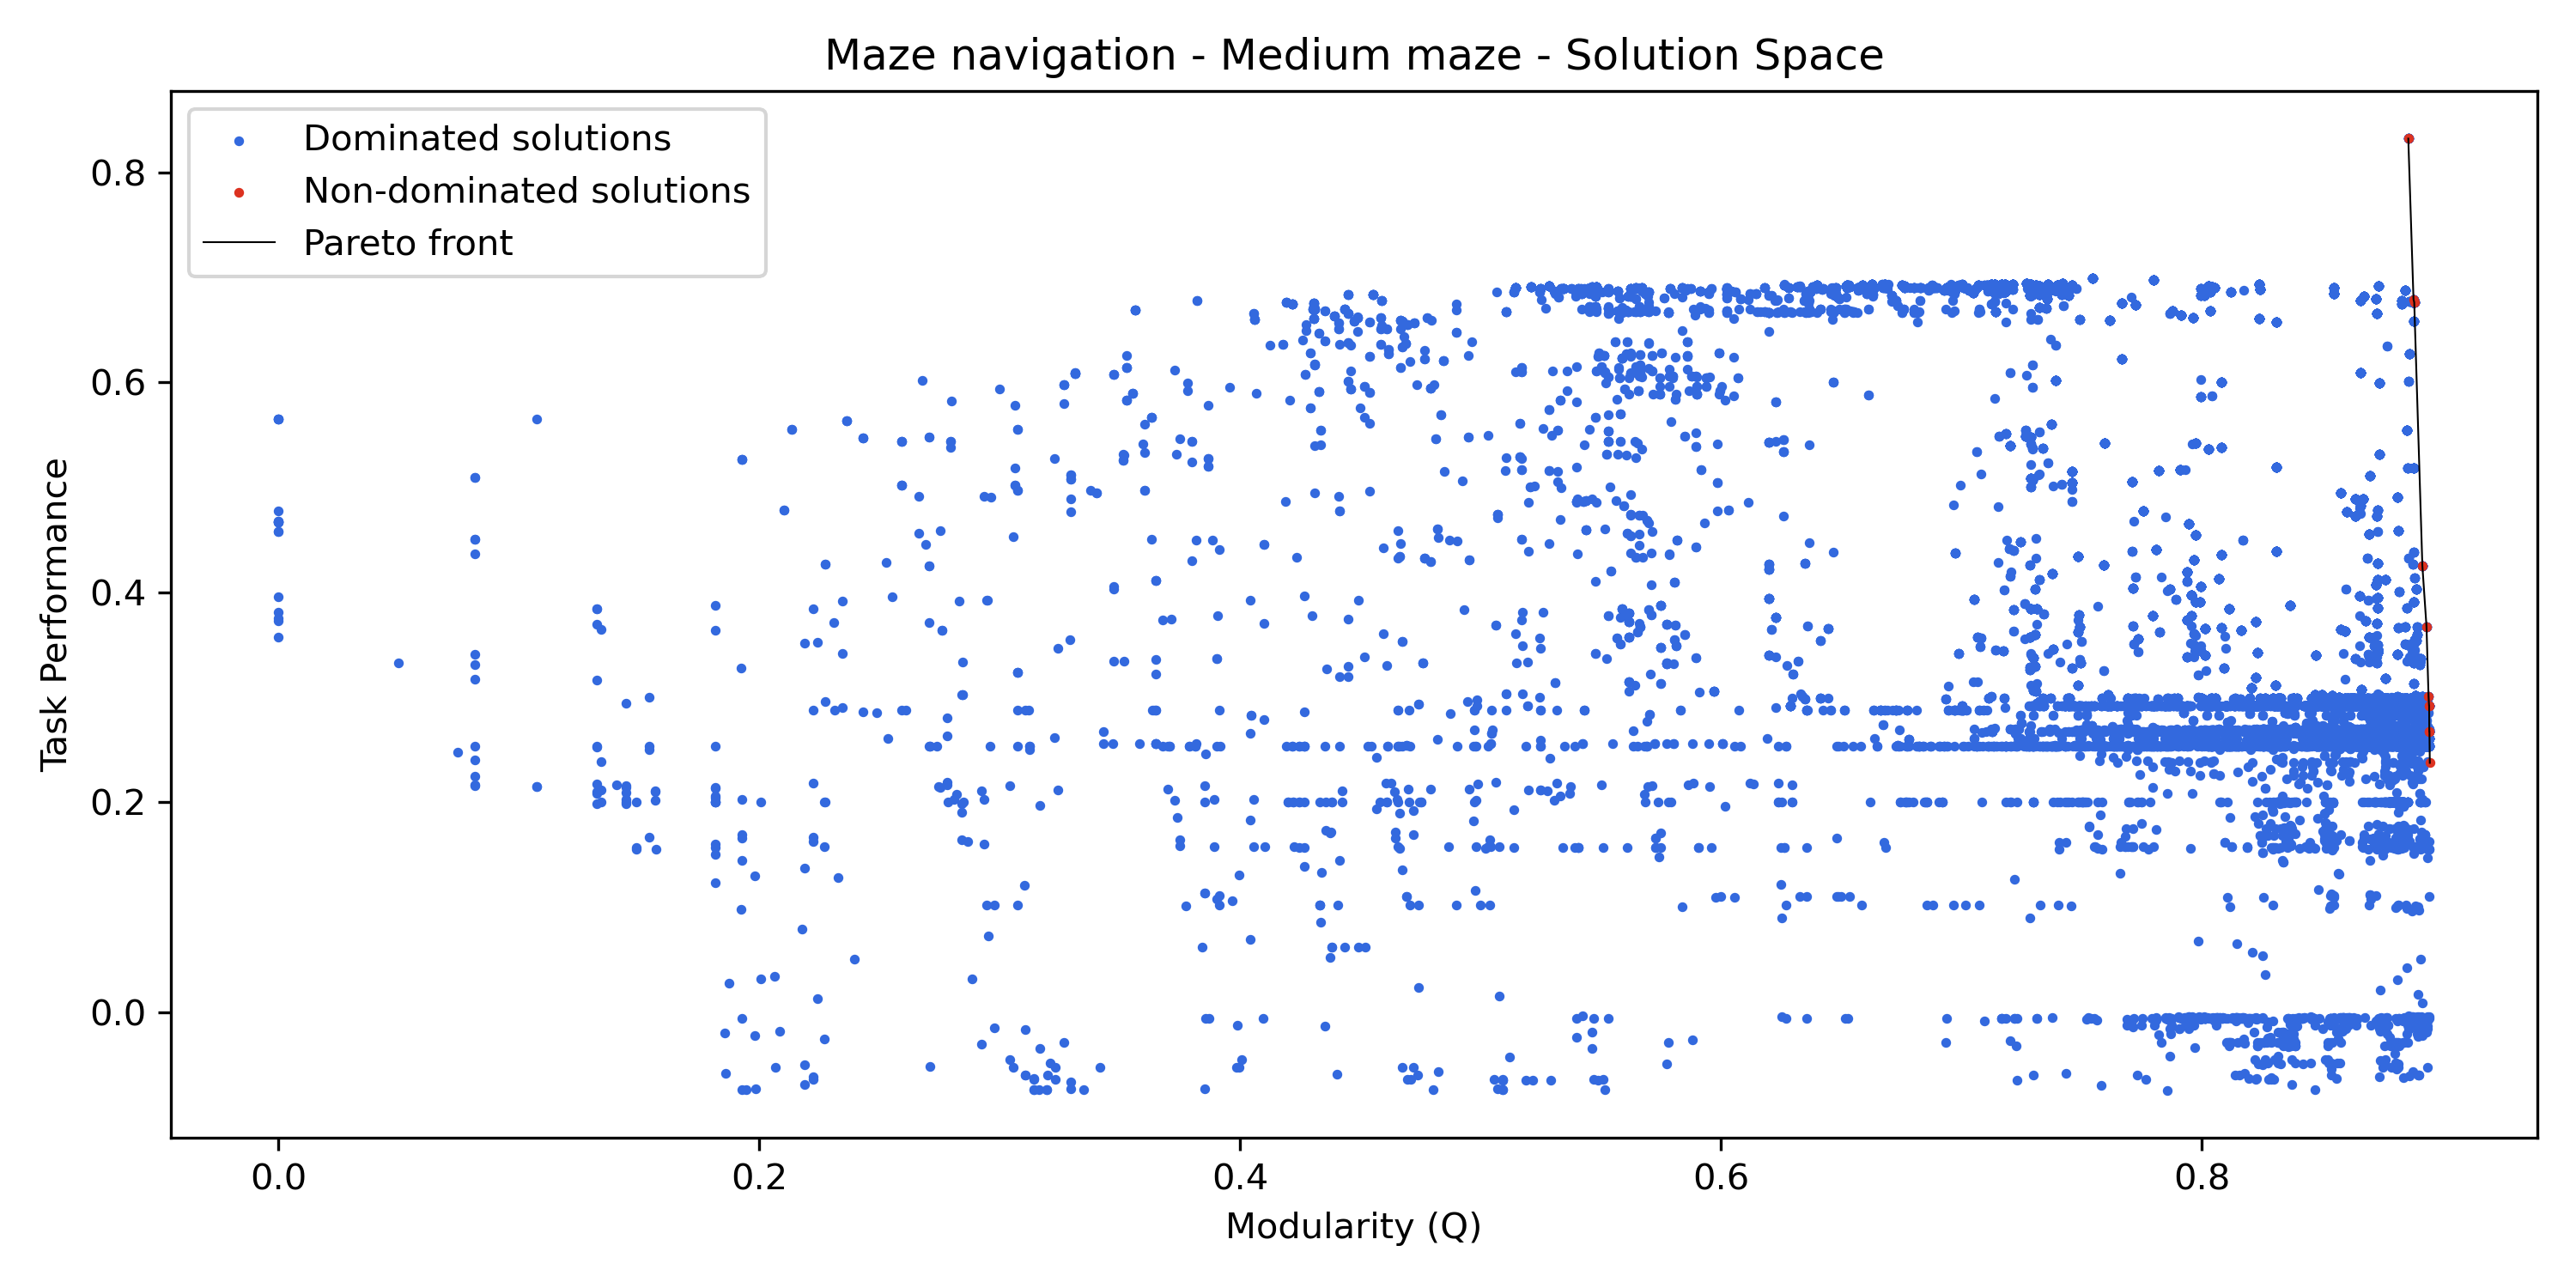 Maze navigation - Medium maze - Solution Space
Dominated solutions
Non-dominated solutions
Pareto front
0.8
0.6
0.4
0.2
0.0
Task Performance
0.0 0.2 0.4 0.6 0.8
Modularity (Q)